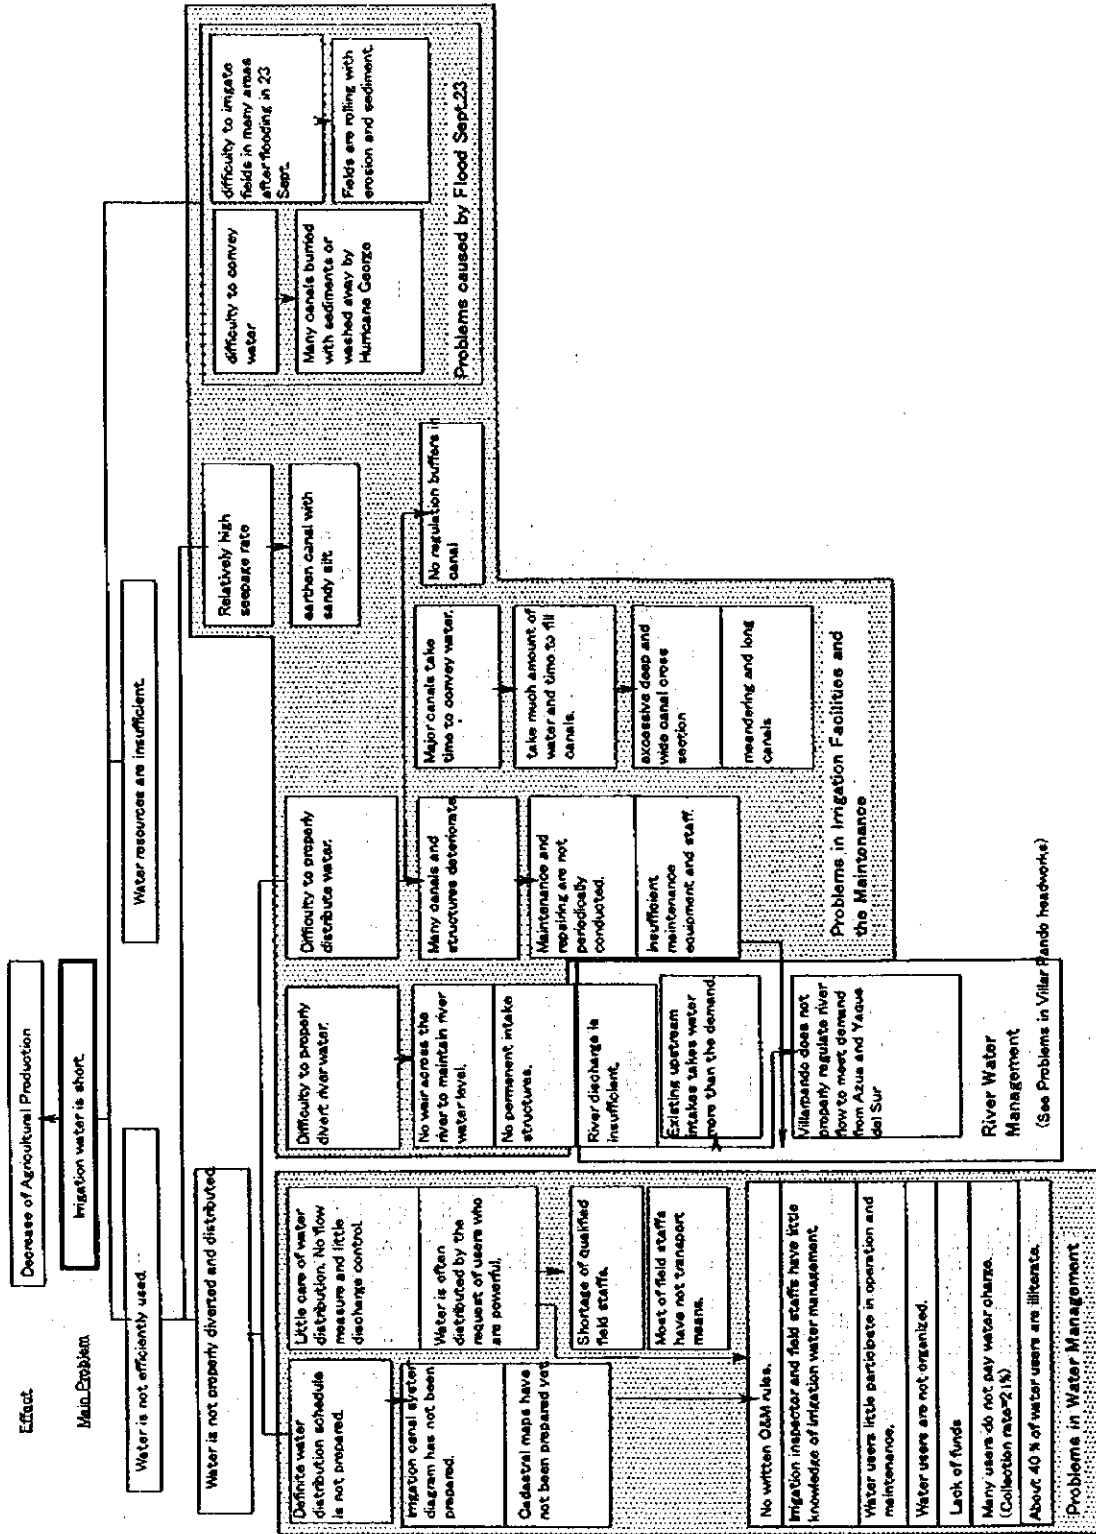 Effect
Decrease of Agricultural Production
Main Problem
Irrigation water is short.
Water is not efficiently used.
Water resources are insufficient.
Water is not properly diverted and distributed
Definite water
distribution schedule
is not prepared.
Irrigation canal system
diagram has not been
prepared.
Cadastral maps have
not been prepared yet
Little care of water
distribution. No flow
measure and little
discharge control.
Water is often
distributed by the
request of users who
are powerful.
Shortage of qualified
field staffs.
Most of field staffs
have not transport
means.
No written O&M rules.
Irrigation inspector and field staffs have little
knowledge of irrigation water management
Water users little participate in operation and
maintenance.
Water users are not organized.
Lack of funds
Many users do not pay water charge.
(Collection rate=21%)
About 40 % of water users are illiterate.
Problems in Water Management
Difficulty to properly
divert river water.
No weir across the
river to maintain river
water level.
No permanent intake
structures.
River discharge is
insufficient.
Existing upstream
intakes takes water
more than the demand.
Villarpando does not
properly regulate river
flow to meet demand
from Azua and Yaque
del Sur
River Water
Management
(See Problems in Villar Pando headworks)
Difficulty to properly
distribute water.
Many canals and
structures deteriorate
Maintenance and
repairing are not
periodically
conducted.
insufficient
maintenance
equipment and staff.
Major canals take
time to convey water.
take much amount of
water and time to fill
canals.
excessive deep and
wide canal cross
section
meandering and long
canals
No regulation buffers in
canal
Problems in Irrigation Facilities and
the Maintonance
Relatively high
seepage rate
earthen canal with
sandy silt.
difficulty to convey
water
Many canals burried
with sediments or
washed away by
Hurricane George
difficulty to irrigate
fields in many areas
after flooding in 23
Sept.
Fields are rolling with
erosion and sediment.
Problems caused by Flood Sept.23